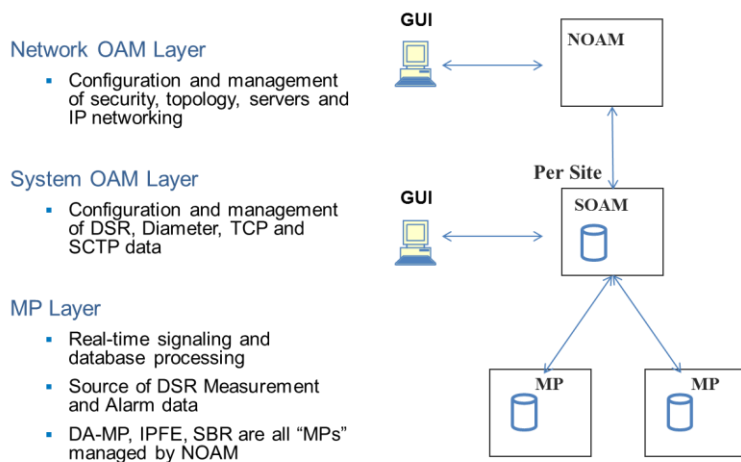 Network OAM Layer
Configuration and management
of security, topology, servers and
IP networking
System OAM Layer
Configuration and management
of DSR, Diameter, TCP and
SCTP data
MP Layer
Real-time signaling and
database processing
Source of DSR Measurement
and Alarm data
DA-MP, IPFE, SBR are all “MPs”
managed by NOAM
GUI
NOAM
Per Site
GUI
SOAM
MP
MP